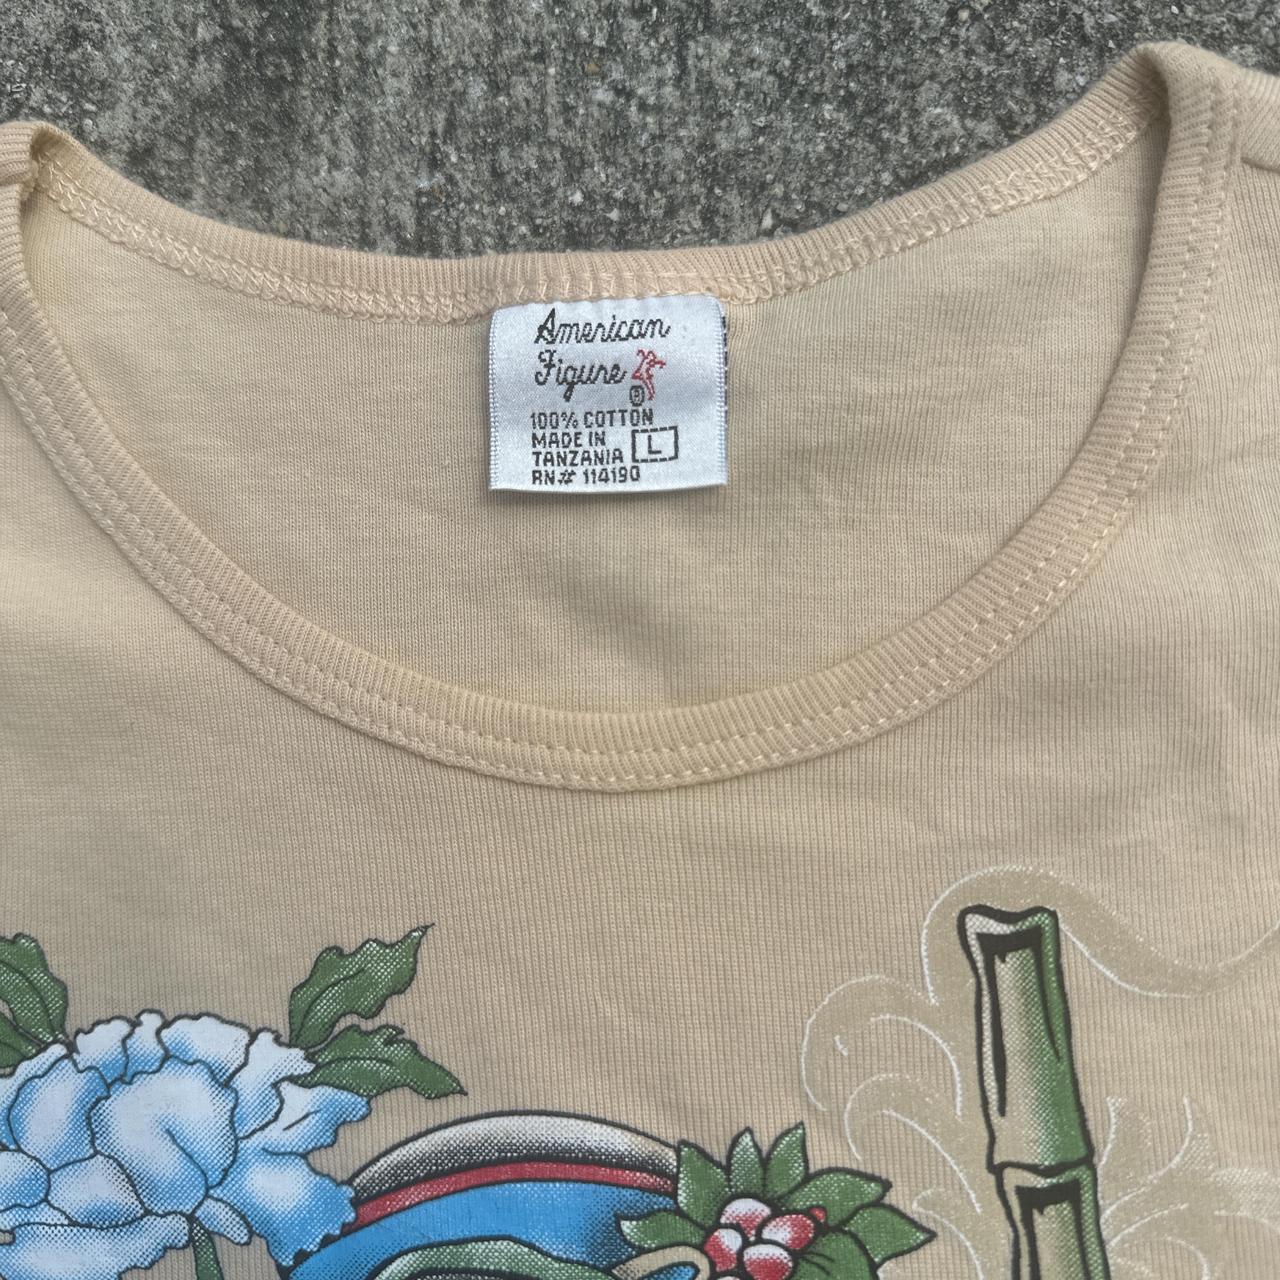 American
Figure ®
100% COTTON
MADE IN
TANZANIA
L
RN# 114190